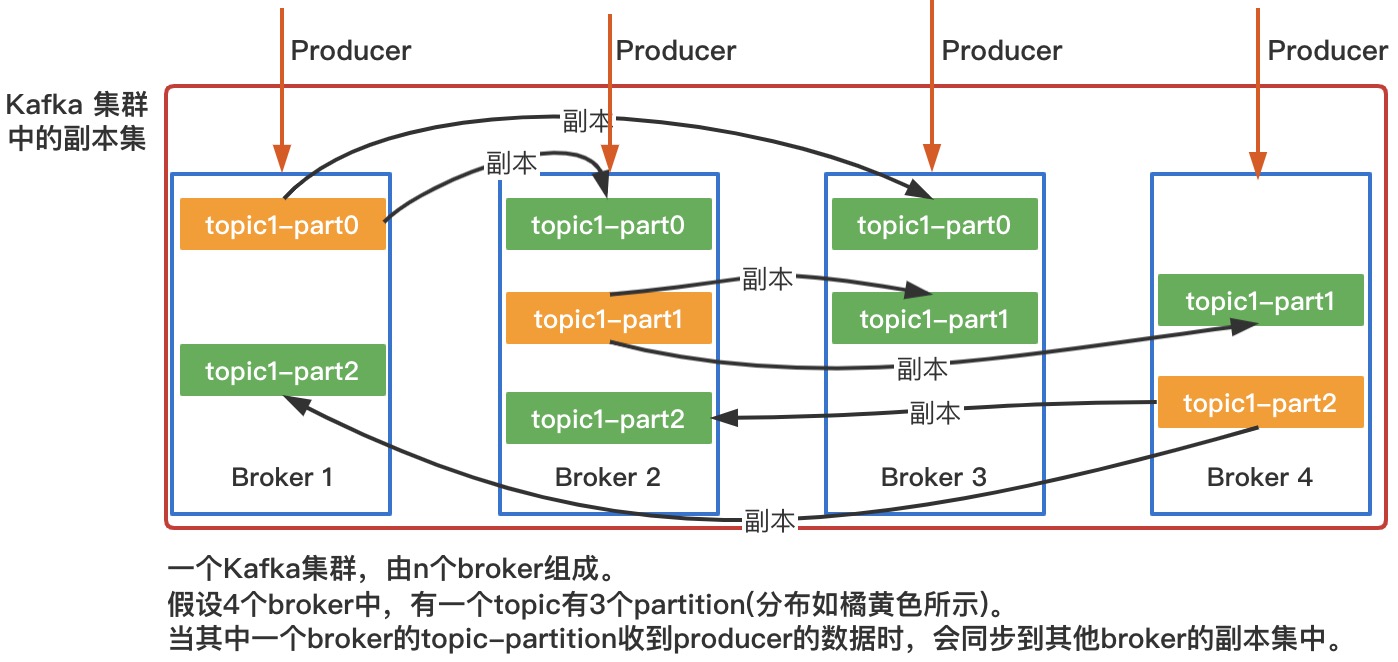 Producer
Producer
Producer
Producer
Kafka 集群
中的副本集
副本
副本
topic1-part0
topic1-part0
topic1-part0
副本
topic1-part1
topic1-part1
topic1-part1
副本
topic1-part2
topic1-part2
副本
topic1-part2
Broker 1
Broker 2
Broker 3
Broker 4
副本
一个Kafka集群，由n个broker组成。
假设4个broker中，有一个topic有3个partition(分布如橘黄色所示)。
当其中一个broker的topic-partition收到producer的数据时，会同步到其他broker的副本集中。